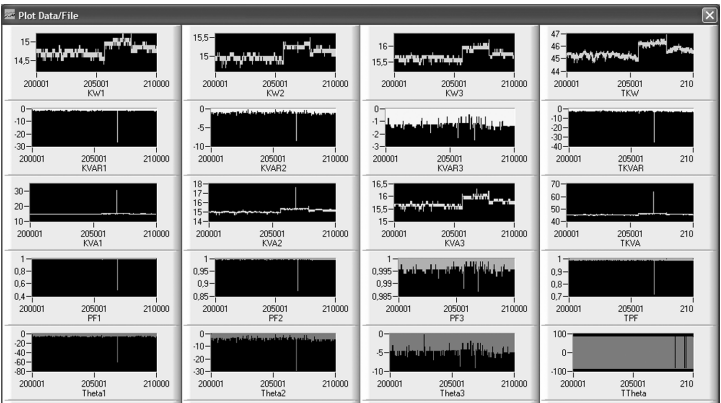 Plot Data/File
15 14,5 200001 205001 210000 KW1
15,5 15 200001 205001 210000 KW2
16 15,5 200001 205001 210000 KW3
47 46 45 44 200001 205001 210 TKW
0 -10 -20 -30 200001 205001 210000 KVAR1
0 -5 -10 200001 205001 210000 KVAR2
0 -1 -2 -3 200001 205001 210000 KVAR3
0 -10 -20 -30 -40 200001 205001 210 TKVAR
30 20 10 200001 205001 210000 KVA1
18 17 16 15 14 200001 205001 210000 KVA2
16,5 16 15,5 15 200001 205001 210000 KVA3
70 60 50 40 200001 205001 210 TKVA
1 0,8 0,6 0,4 200001 205001 210000 PF1
1 0,95 0,9 0,85 200001 205001 210000 PF2
1 0,995 0,99 0,985 200001 205001 210000 PF3
1 0,9 0,8 0,7 200001 205001 210 TPF
0 -20 -40 -60 -80 200001 205001 210000 Theta1
0 -10 -20 -30 200001 205001 210000 Theta2
0 -5 -10 200001 205001 210000 Theta3
100 0 -100 200001 205001 210 TTheta